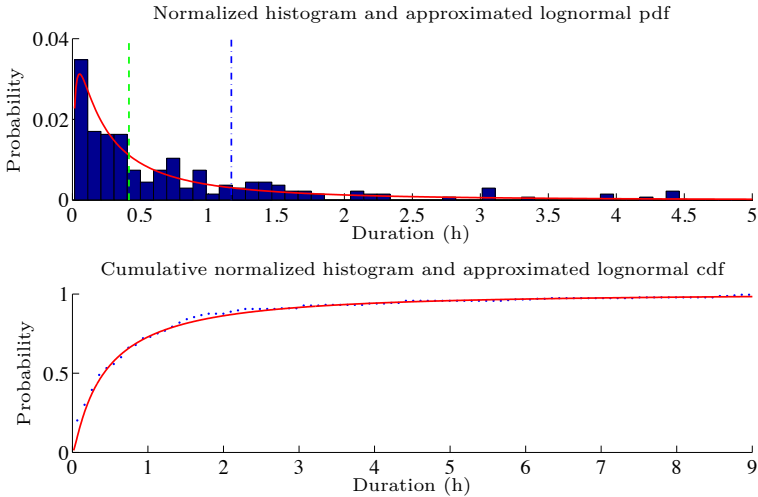 Normalized histogram and approximated lognormal pdf
Probability
0.04
0.02
0
0 0.5 1 1.5 2 2.5 3 3.5 4 4.5 5
Duration (h)
Cumulative normalized histogram and approximated lognormal cdf
Probability
1
0.5
0
0 1 2 3 4 5 6 7 8 9
Duration (h)